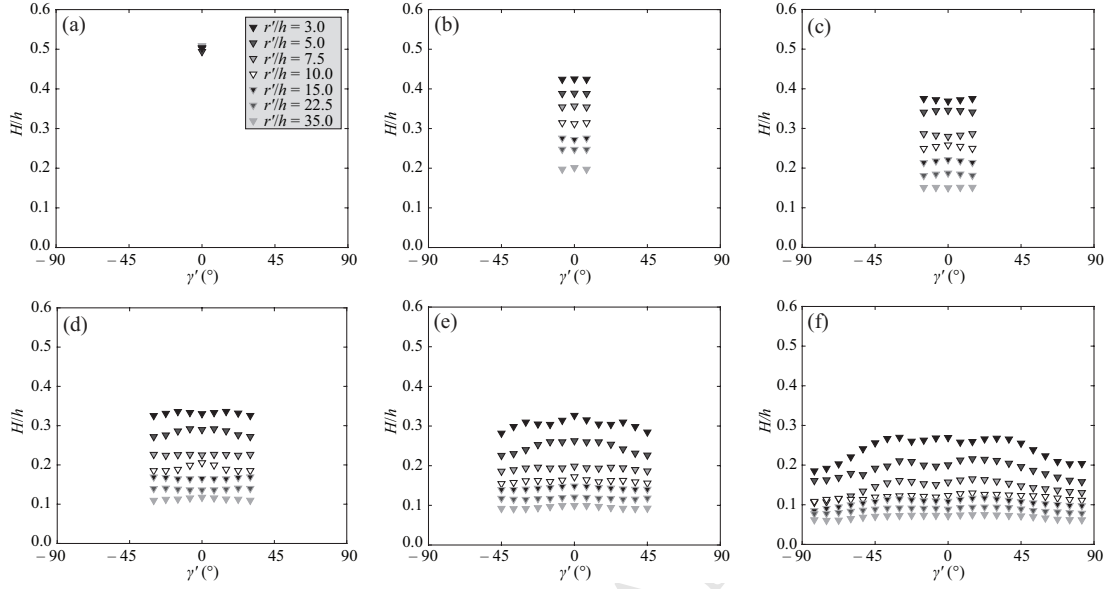 (a)
r′/h = 3.0
r′/h = 5.0
r′/h = 7.5
r′/h = 10.0
r′/h = 15.0
r′/h = 22.5
r′/h = 35.0
0.6
0.5
0.4
0.3
0.2
0.1
0.0
H/h
− 90 − 45 0 45 90
γ′ (°)
(b)
0.6
0.5
0.4
0.3
0.2
0.1
0.0
H/h
− 90 − 45 0 45 90
γ′ (°)
(c)
0.6
0.5
0.4
0.3
0.2
0.1
0.0
H/h
− 90 − 45 0 45 90
γ′ (°)
(d)
0.6
0.5
0.4
0.3
0.2
0.1
0.0
H/h
− 90 − 45 0 45 90
γ′ (°)
(e)
0.6
0.5
0.4
0.3
0.2
0.1
0.0
H/h
− 90 − 45 0 45 90
γ′ (°)
(f)
0.6
0.5
0.4
0.3
0.2
0.1
0.0
H/h
− 90 − 45 0 45 90
γ′ (°)